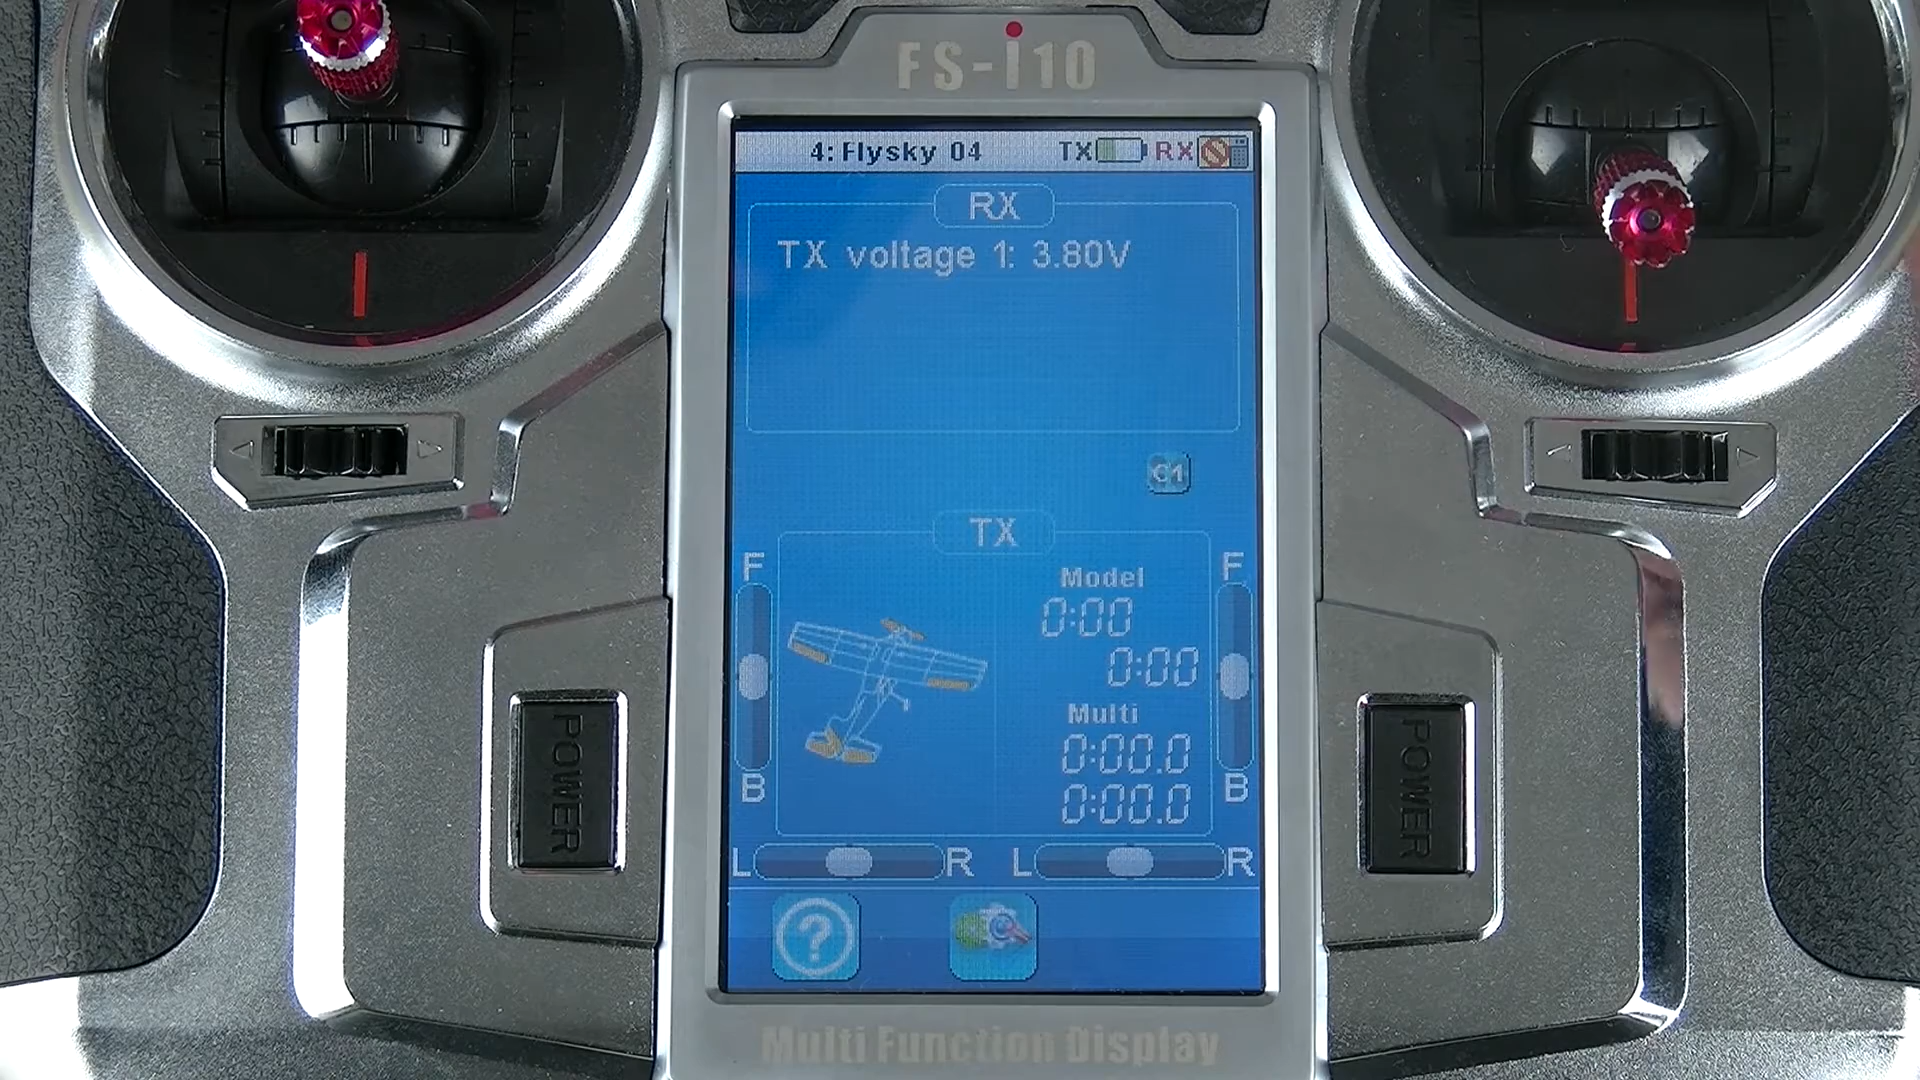 FS-i10
4: Flysky 04 TX RX
RX
TX voltage 1: 3.80V
C1
TX
F F
Model
0:00
0:00
Multi
0:00.0
B B
0:00.0
L R L R
?
POWER POWER
Multi Function Display